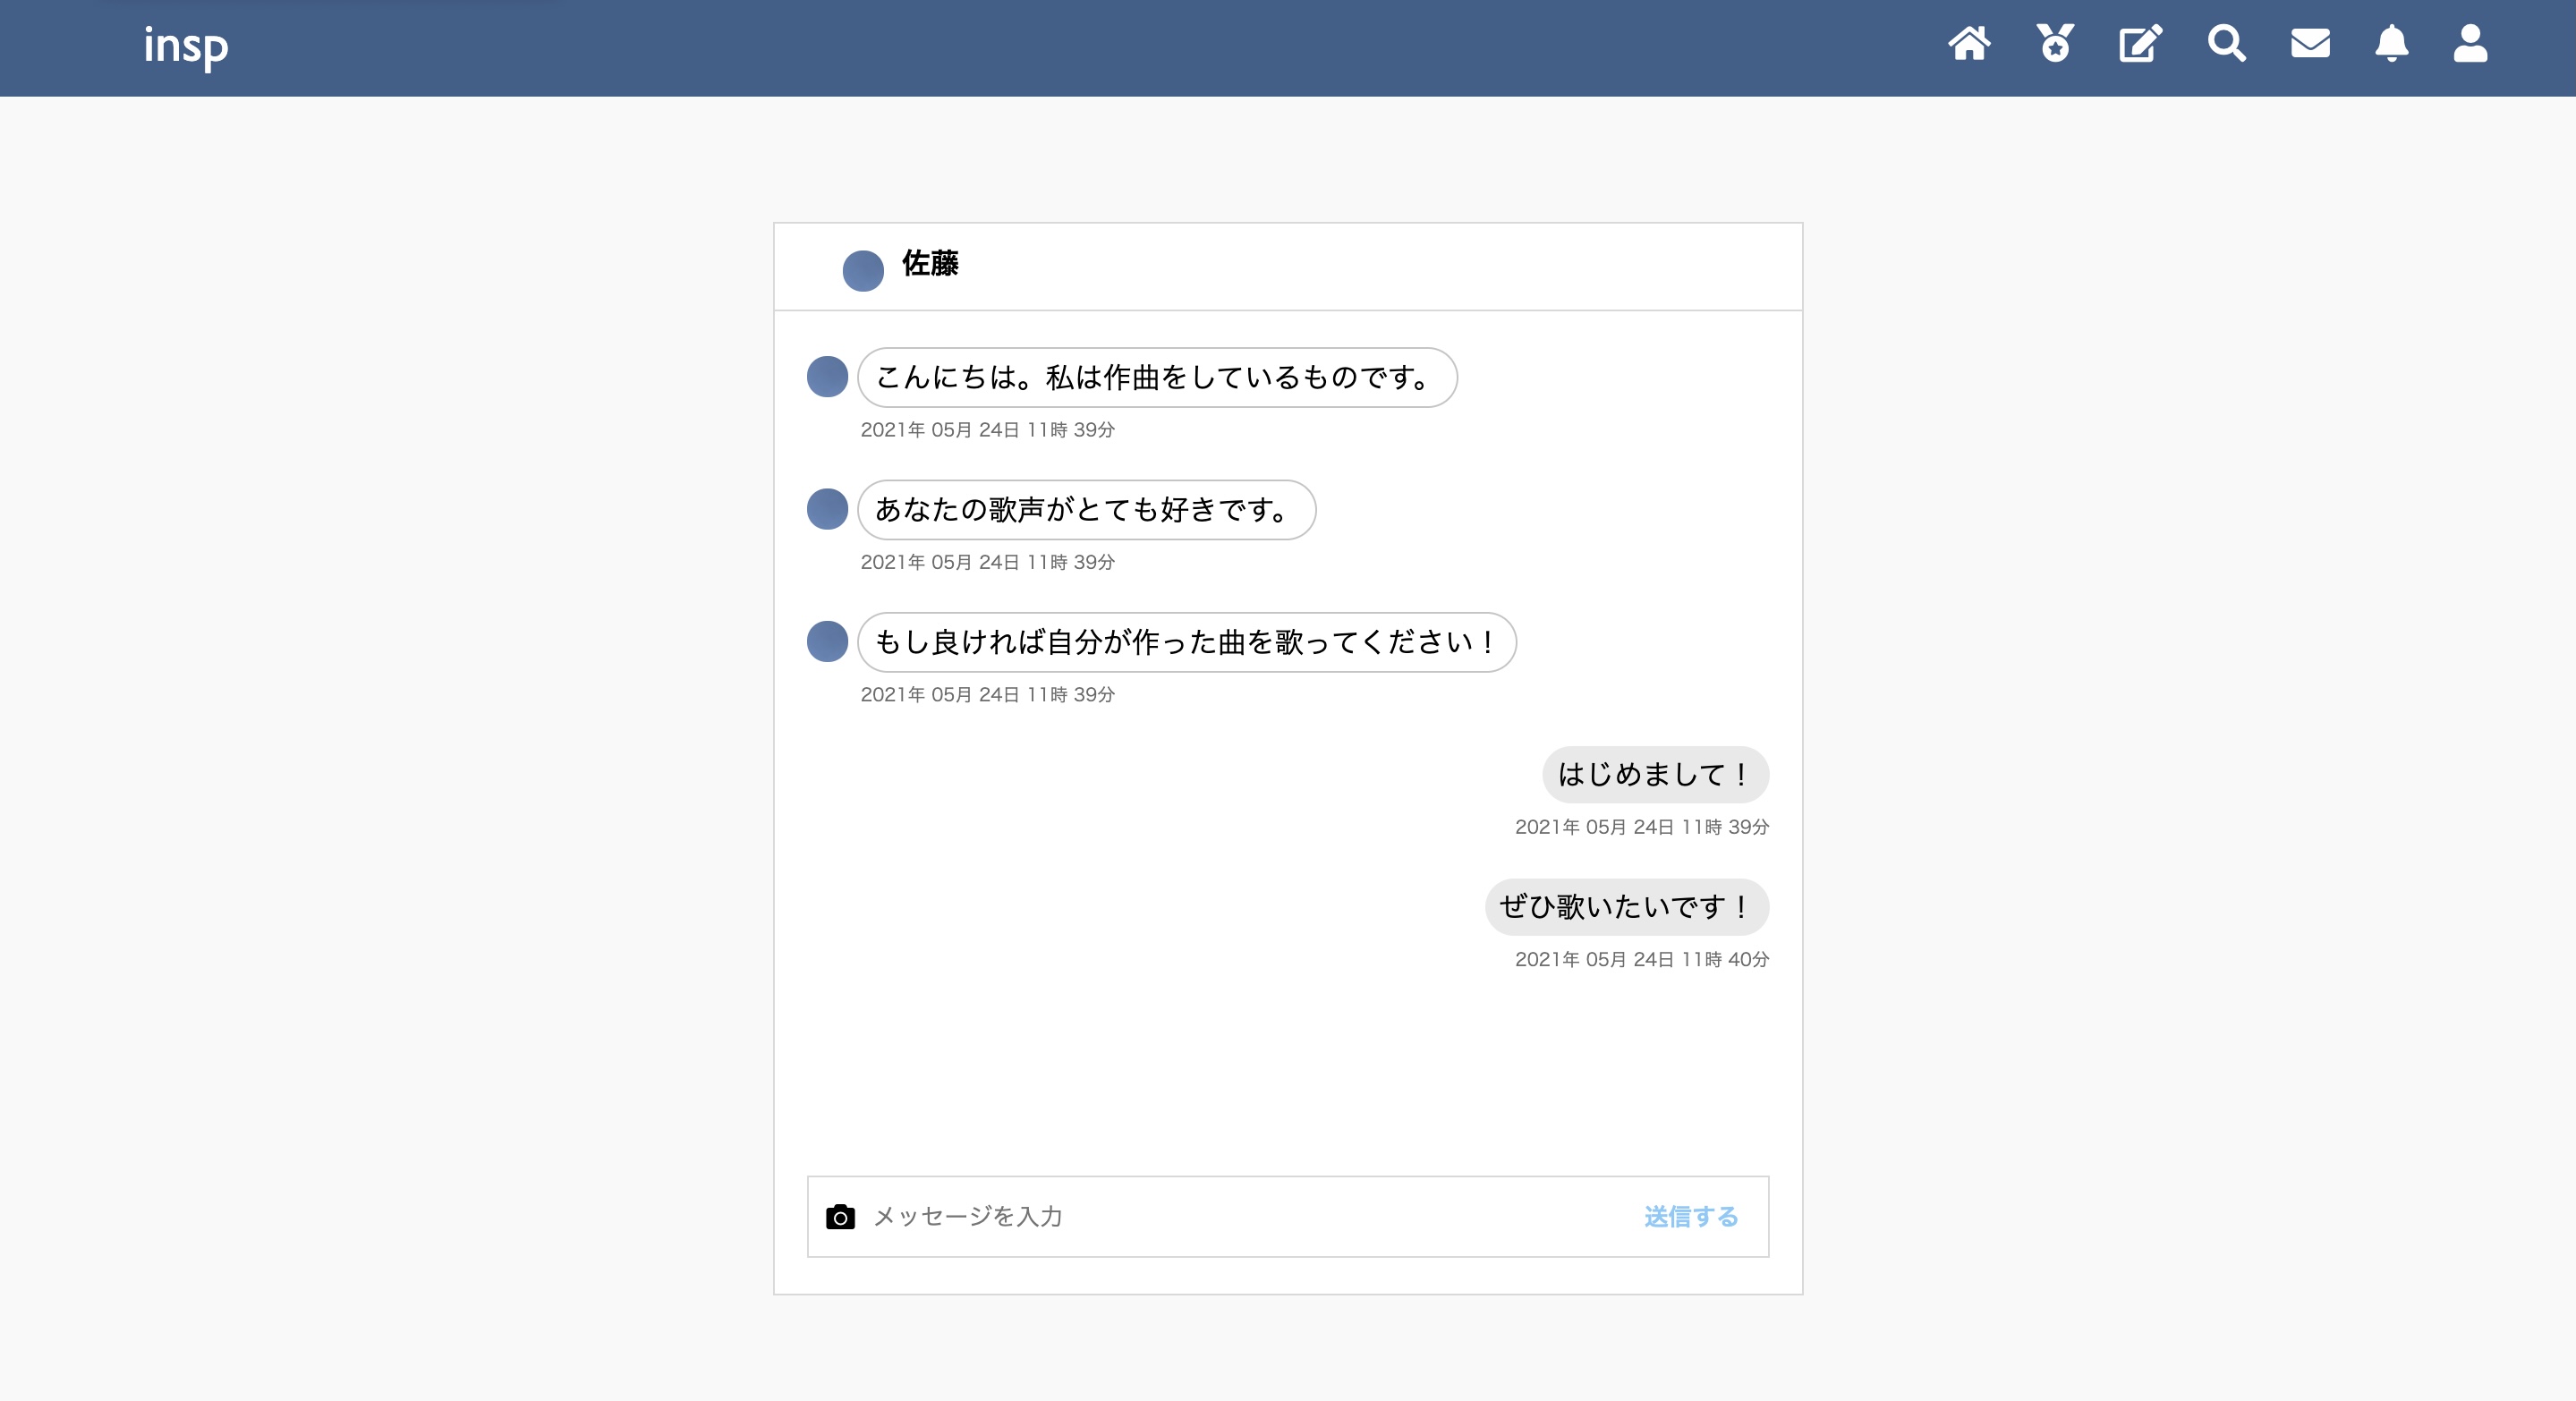 insp
佐藤
こんにちは。私は作曲をしているものです。
2021年 05月 24日 11時 39分
あなたの歌声がとても好きです。
2021年 05月 24日 11時 39分
もし良ければ自分が作った曲を歌ってください！
2021年 05月 24日 11時 39分
はじめまして！
2021年 05月 24日 11時 39分
ぜひ歌いたいです！
2021年 05月 24日 11時 40分
メッセージを入力 送信する